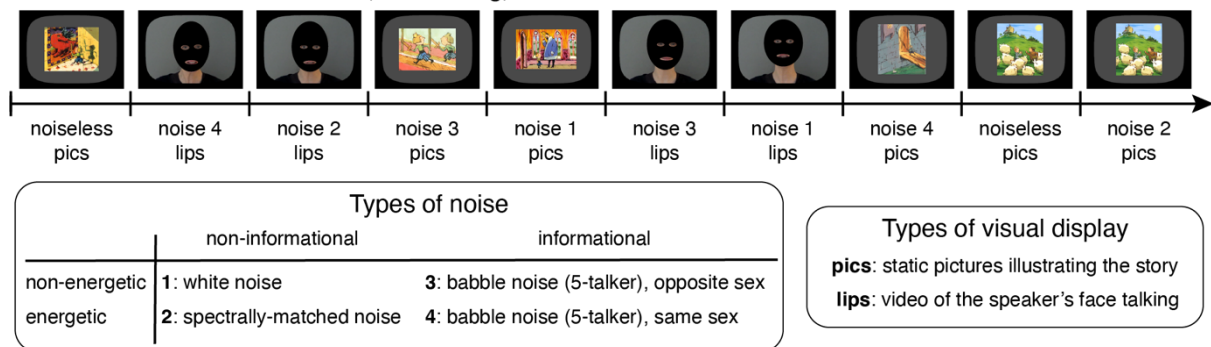 noiseless noise 4 noise 2 noise 3 noise 1 noise 3 noise 1 noise 4 noiseless noise 2
pics lips lips pics pics lips lips pics pics pics
Types of noise
non-informational informational
non-energetic 1: white noise 3: babble noise (5-talker), opposite sex
energetic 2: spectrally-matched noise 4: babble noise (5-talker), same sex
Types of visual display
pics: static pictures illustrating the story
lips: video of the speaker's face talking